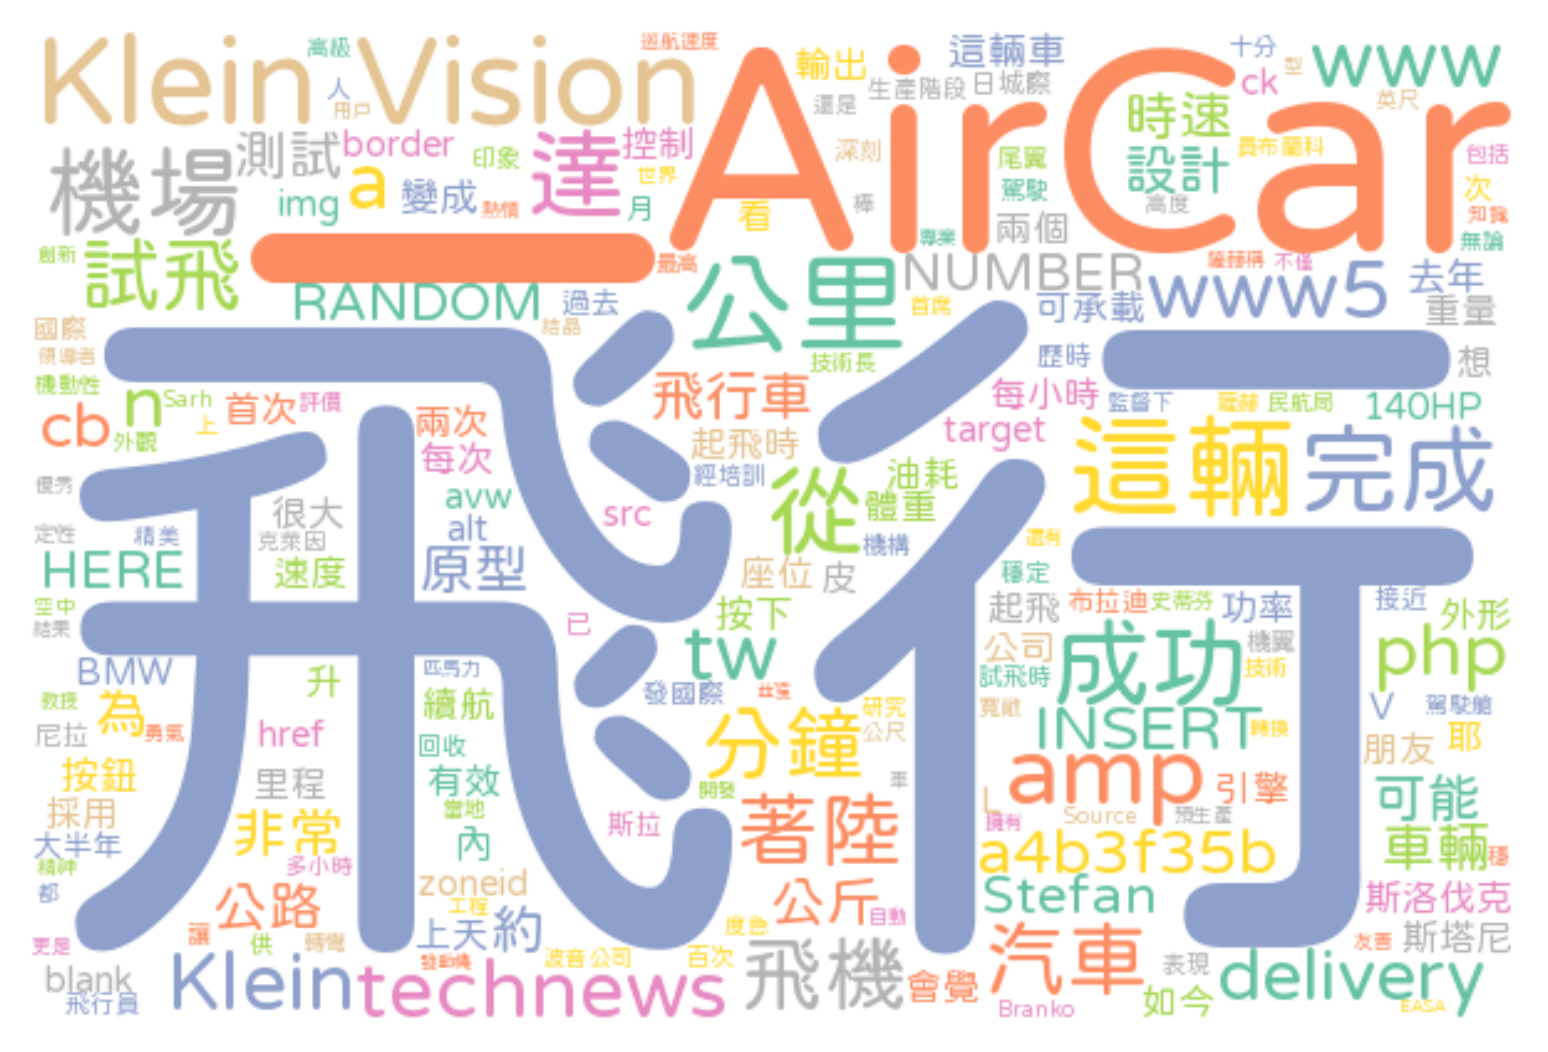 Klein Vision
AirCar
www
高級
人
用戶
巡航速度
輸出
這輛車
生產階段
日城際
還是
十分
ck
型
英尺
機場
測試
border
印象
達
控制
世界
深刻
棒
尾翼
駕駛
兩個
時速
設計
高度
員布蘭科
包括
次
知識
無論
img
a
變成
熱情
月
看
專業
創新
試飛
一
最高
公里
NUMBER
薩赫稱
不僅
www5
去年
重量
RANDOM
過去
結晶
首席
可承載
國際
領導者
機動性
技術長
歷時
想
飛行
cb
n
Sarh
上
外觀
首次
評價
兩次
每次
飛行車
起飛時
經培訓
每小時
target
監督下
薩赫
民航局
140HP
這輛
完成
優秀
定性
精美
很大
克萊因
速度
avw
alt
原型
src
從
油耗
體重
機構
還有
HERE
空中
結果
座位
皮
按下
穩定
起飛
布拉迪
史蒂芬
功率
接近
外形
已
tw
公司
試飛時
成功
機翼
技術
php
BMW
教授
為
勇氣
尼拉
升
匹馬力
續航
發國際
共達
研究
公尺
寬敞
INSERT
轉換
V
駕駛艙
朋友
耶
href
回收
分鐘
按鈕
里程
有效
當地
開發
車
amp
引擎
可能
採用
大半年
精神
都
非常
多小時
內
斯拉
著陸
L
擁有
Source
預生產
a4b3f35b
車輛
穩
公路
zoneid
工程
公斤
自動
Stefan
斯洛伐克
更是
讓
供
轉彎
上天
約
度急
飛機
汽車
友善
斯塔尼
blank
飛行員
Klein
發動機
technews
波音公司
百次
會覺
Branko
表現
如今
delivery
EASA